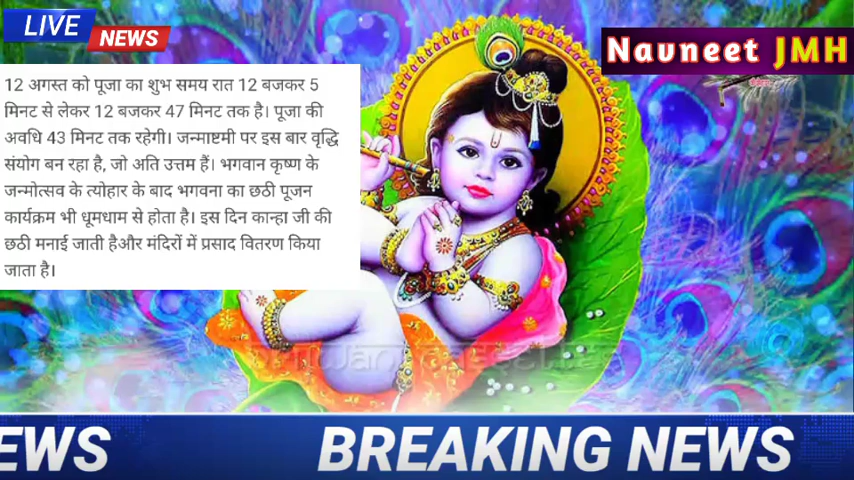 LIVE
NEWS
Navneet JMH
12 अगस्त को पूजा का शुभ समय रात 12 बजकर 5
मिनट से लेकर 12 बजकर 47 मिनट तक है। पूजा की
अवधि 43 मिनट तक रहेगी। जन्माष्टमी पर इस बार वृद्धि
संयोग बन रहा है, जो अति उत्तम हैं। भगवान कृष्ण के
जन्मोत्सव के त्योहार के बाद भगवना का छठी पूजन
कार्यक्रम भी धूमधाम से होता है। इस दिन कान्हा जी की
छठी मनाई जाती हैऔर मंदिरों में प्रसाद वितरण किया
जाता है।
EWS BREAKING NEWS